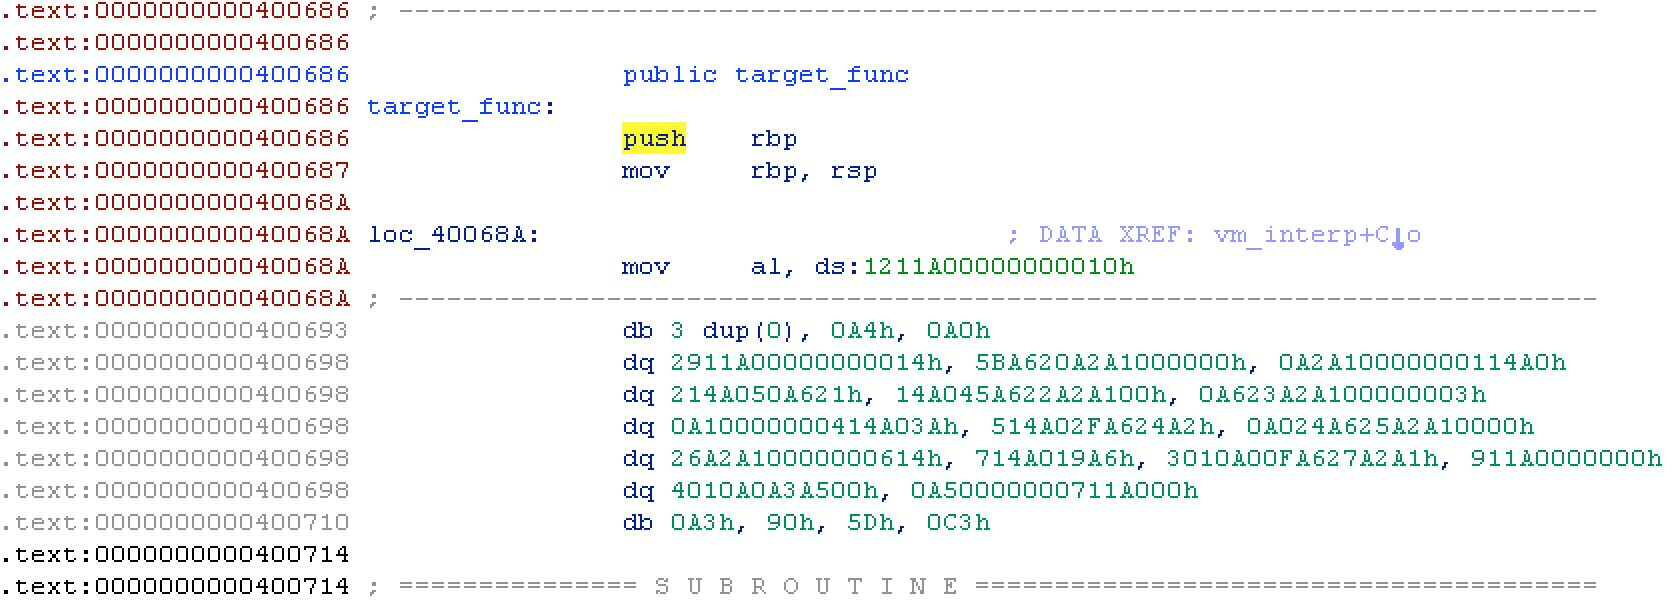 .text:0000000000400686 ; ---------------------------------------------------------------------------
.text:0000000000400686
.text:0000000000400686                 public target_func
.text:0000000000400686 target_func:
.text:0000000000400686                 push    rbp
.text:0000000000400687                 mov     rbp, rsp
.text:000000000040068A
.text:000000000040068A loc_40068A:                             ; DATA XREF: vm_interp+C↓o
.text:000000000040068A                 mov     al, ds:1211A00000000010h
.text:000000000040068A ; ---------------------------------------------------------------------------
.text:0000000000400693                 db 3 dup(0), 0A4h, 0A0h
.text:0000000000400698                 dq 2911A00000000014h, 5BA620A2A1000000h, 0A2A10000000114A0h
.text:0000000000400698                 dq 214A050A621h, 14A045A622A2A100h, 0A623A2A100000003h
.text:0000000000400698                 dq 0A10000000414A03Ah, 514A02FA624A2h, 0A024A625A2A10000h
.text:0000000000400698                 dq 26A2A10000000614h, 714A019A6h, 3010A00FA627A2A1h, 911A0000000h
.text:0000000000400698                 dq 4010A0A3A500h, 0A50000000711A000h
.text:0000000000400710                 db 0A3h, 90h, 5Dh, 0C3h
.text:0000000000400714
.text:0000000000400714 ; =============== S U B R O U T I N E =======================================